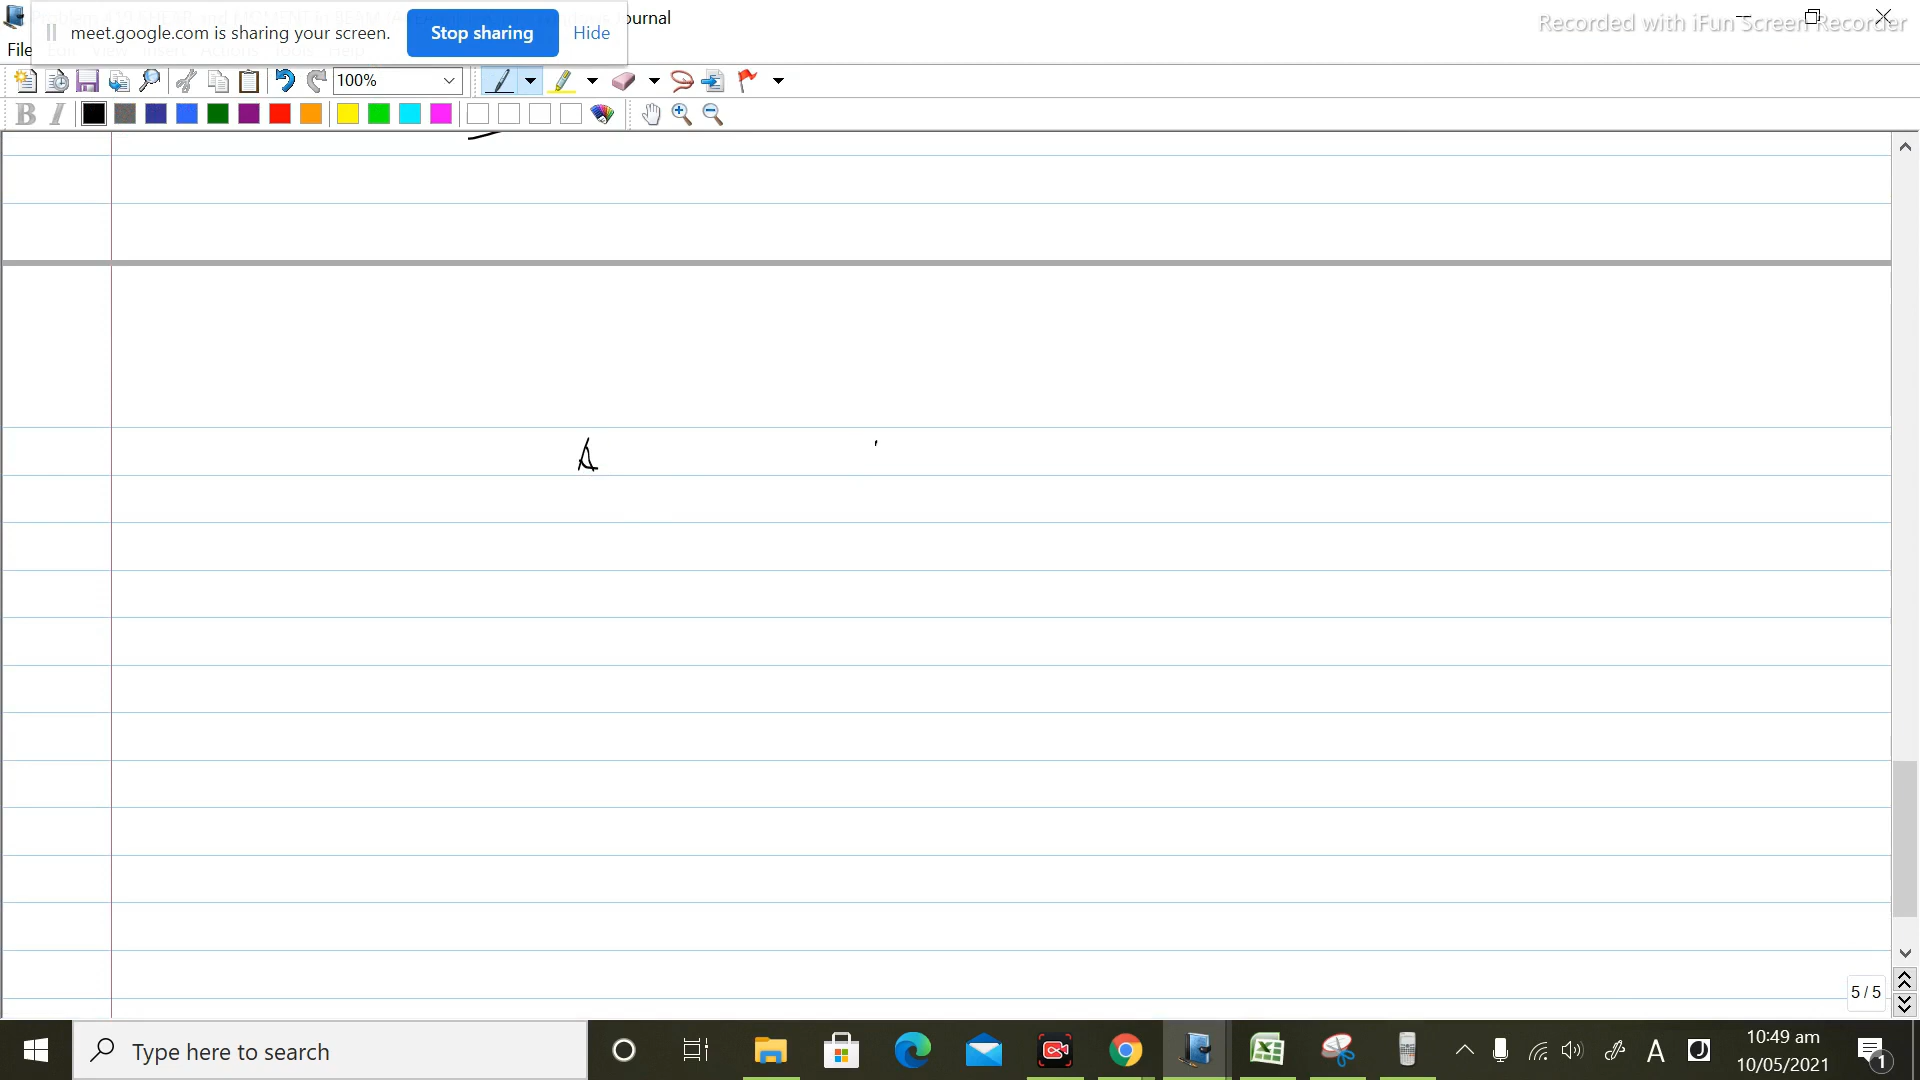 ournal
meet.google.com is sharing your screen. Stop sharing Hide
Recorded with iFun Screen Recorder
File
100%
B I
A
5 / 5
Type here to search
A
10:49 am
10/05/2021
1